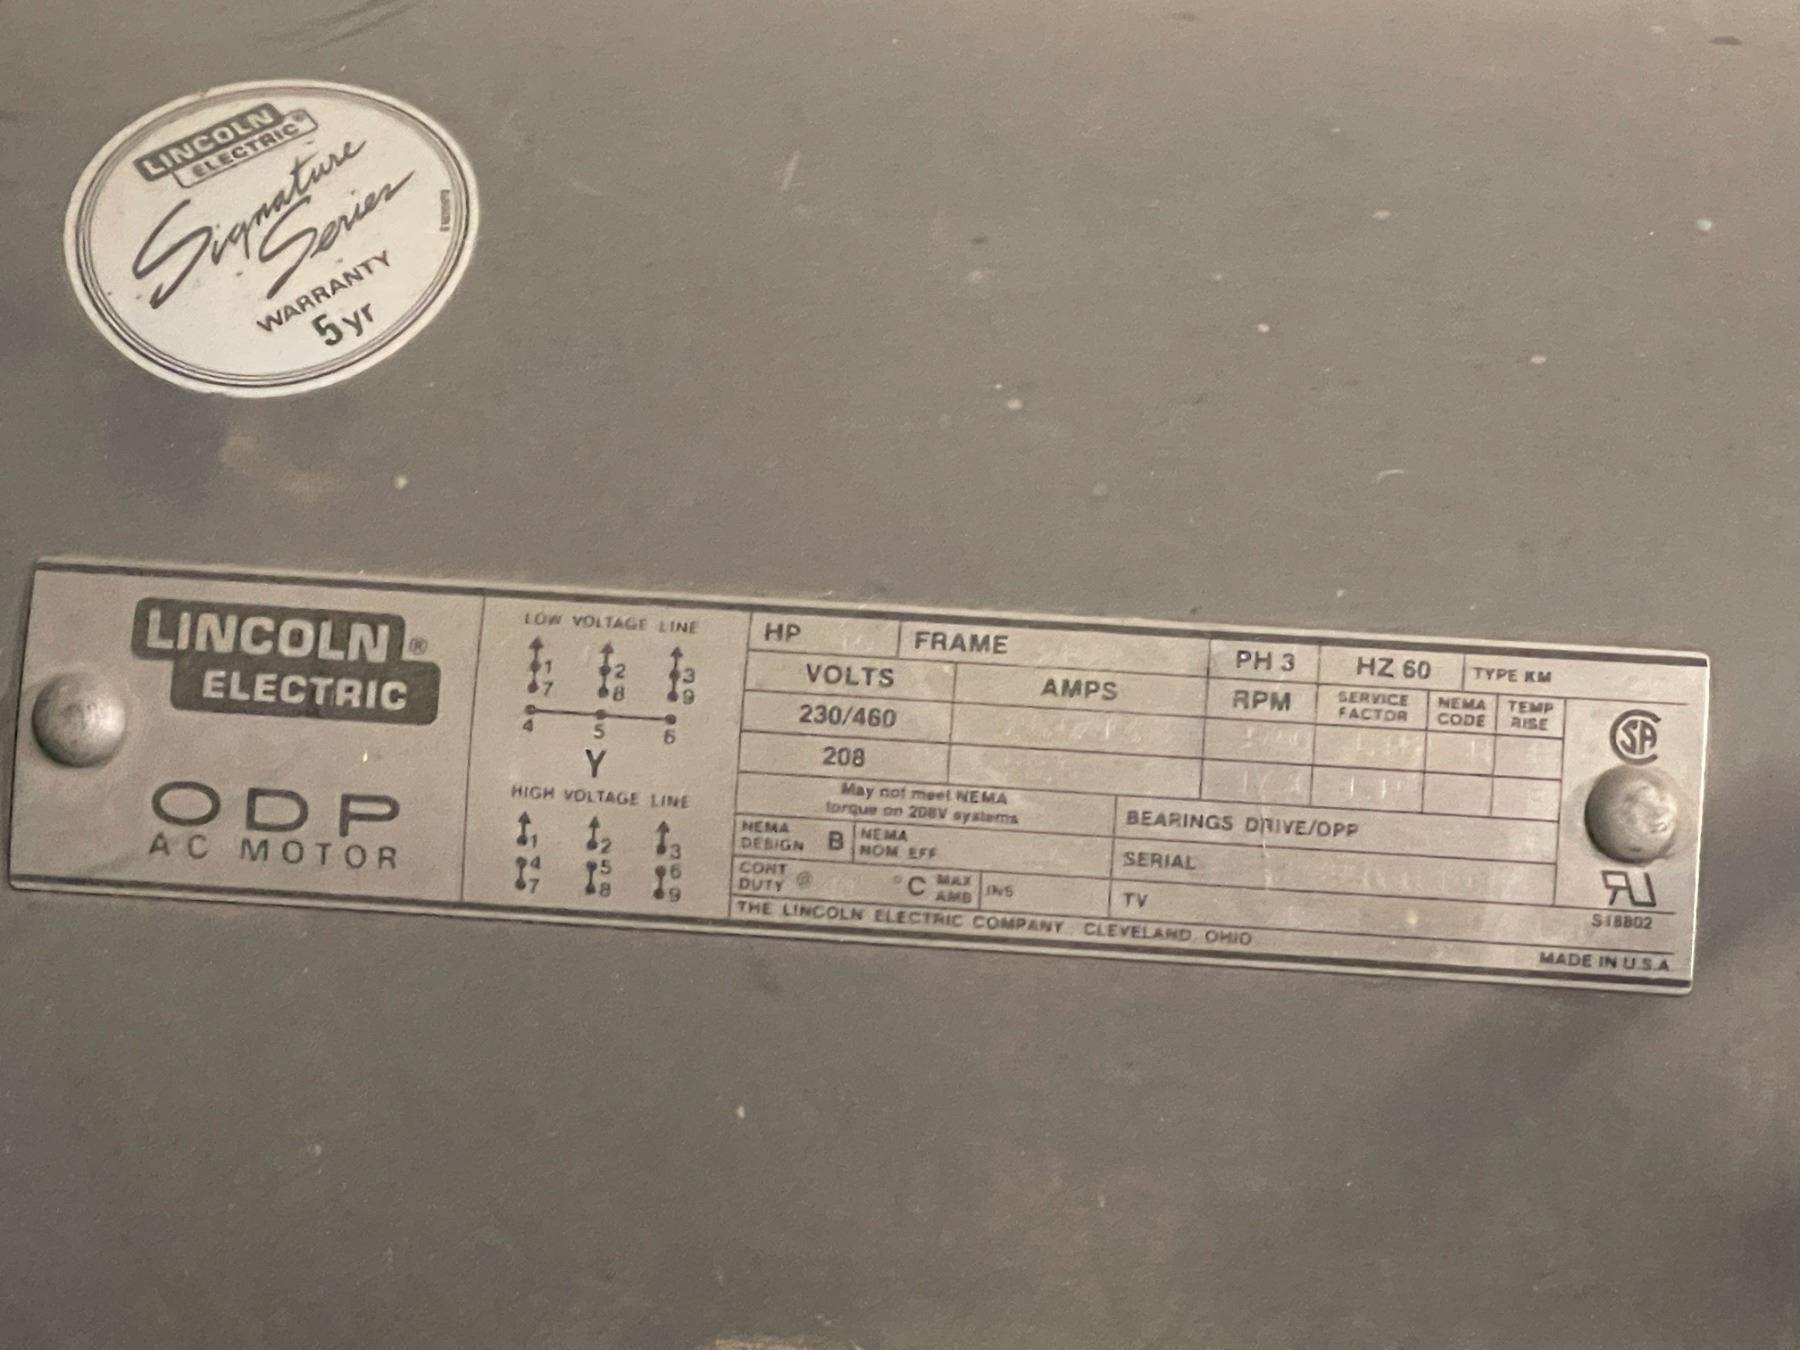 LINCOLN
ELECTRIC®
Signature
Series
WARRANTY
5 yr
LINCOLN®
ELECTRIC
ODP
AC MOTOR
LOW VOLTAGE LINE
1 2 3
7 8 9
4 5 6
Y
HIGH VOLTAGE LINE
1 2 3
4 5 6
7 8 9
HP FRAME PH 3 HZ 60 TYPE KM
VOLTS AMPS RPM SERVICE FACTOR NEMA CODE TEMP RISE
230/460
208
May not meet NEMA
torque on 208V systems
BEARINGS DRIVE/OPP
NEMA DESIGN B NEMA NOM EFF
SERIAL
CONT DUTY @ °C MAX AMB INS
TV
THE LINCOLN ELECTRIC COMPANY CLEVELAND, OHIO
SA
S18802
MADE IN U.S.A.